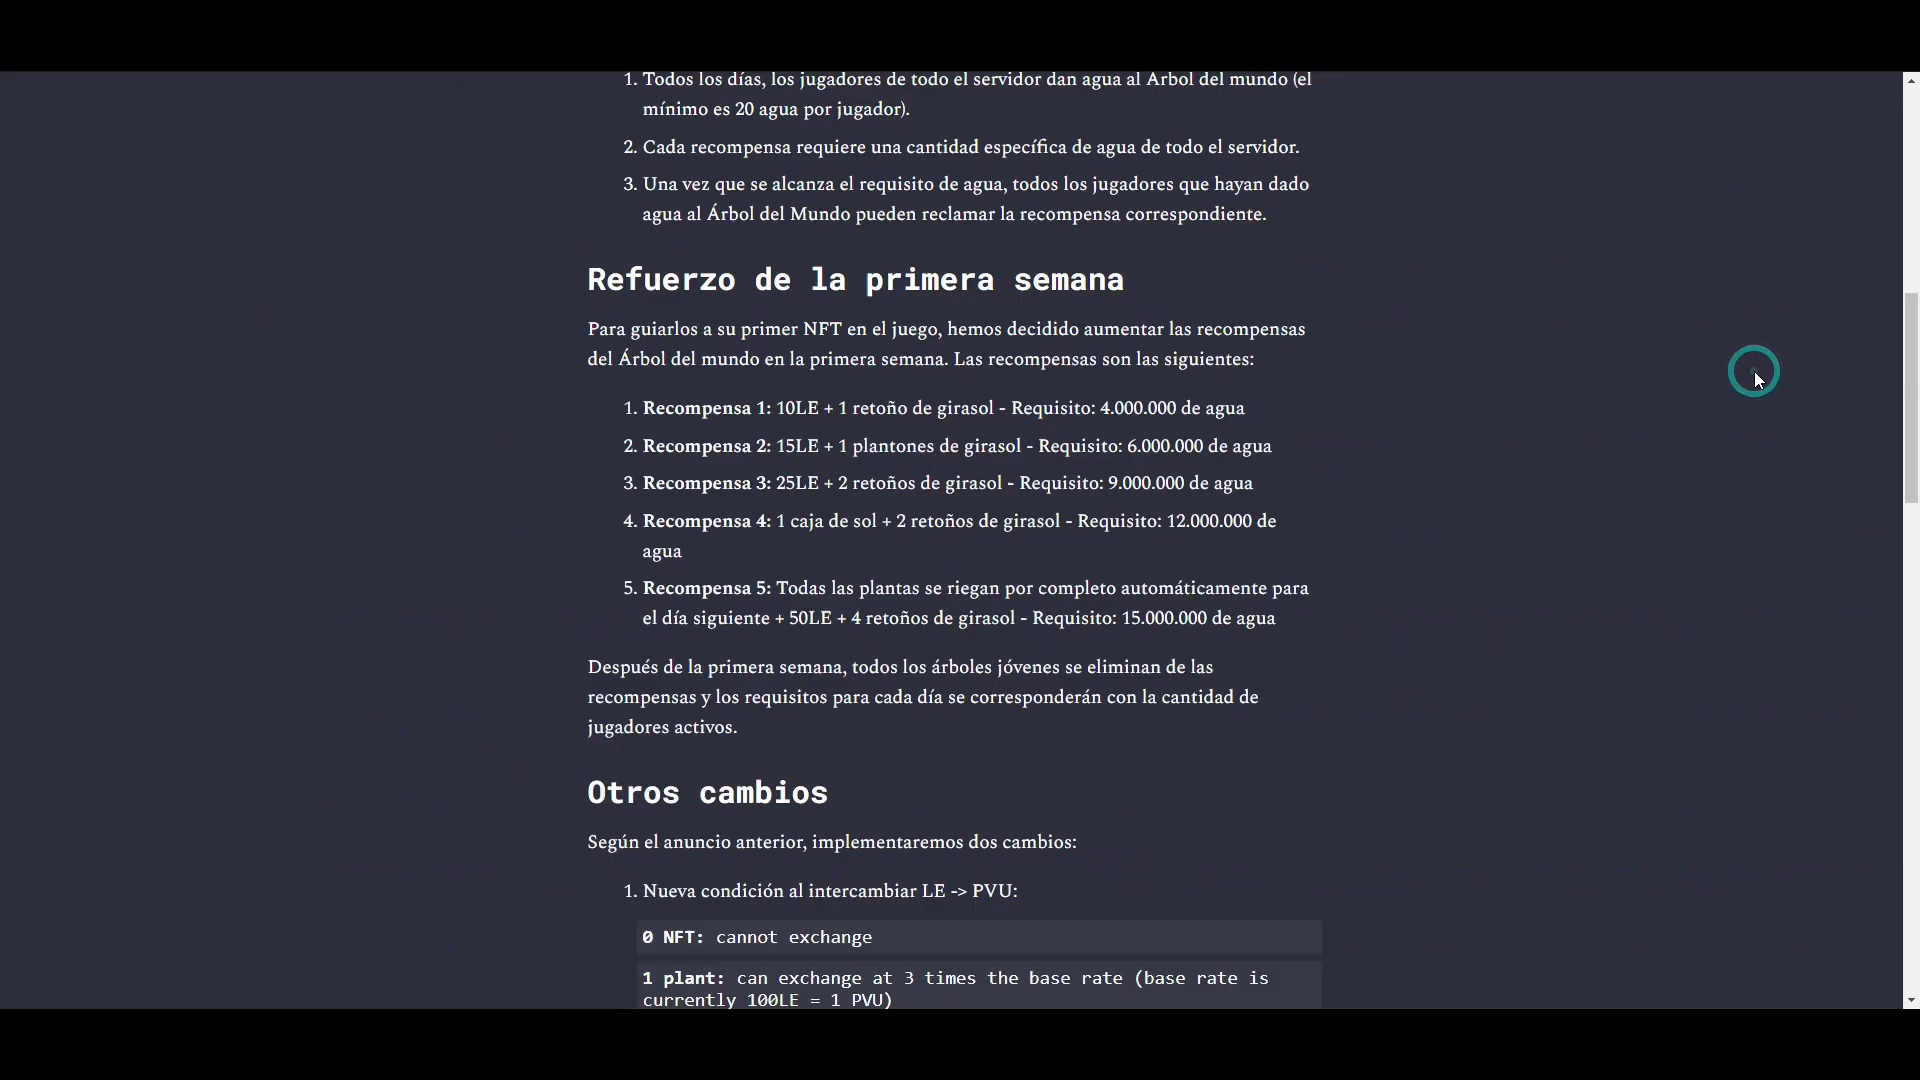 1. Todos los días, los jugadores de todo el servidor dan agua al Árbol del mundo (el
mínimo es 20 agua por jugador).
2. Cada recompensa requiere una cantidad específica de agua de todo el servidor.
3. Una vez que se alcanza el requisito de agua, todos los jugadores que hayan dado
agua al Árbol del Mundo pueden reclamar la recompensa correspondiente.
Refuerzo de la primera semana
Para guiarlos a su primer NFT en el juego, hemos decidido aumentar las recompensas
del Árbol del mundo en la primera semana. Las recompensas son las siguientes:
1. Recompensa 1: 10LE + 1 retoño de girasol - Requisito: 4.000.000 de agua
2. Recompensa 2: 15LE + 1 plantones de girasol - Requisito: 6.000.000 de agua
3. Recompensa 3: 25LE + 2 retoños de girasol - Requisito: 9.000.000 de agua
4. Recompensa 4: 1 caja de sol + 2 retoños de girasol - Requisito: 12.000.000 de
agua
5. Recompensa 5: Todas las plantas se riegan por completo automáticamente para
el día siguiente + 50LE + 4 retoños de girasol - Requisito: 15.000.000 de agua
Después de la primera semana, todos los árboles jóvenes se eliminan de las
recompensas y los requisitos para cada día se corresponderán con la cantidad de
jugadores activos.
Otros cambios
Según el anuncio anterior, implementaremos dos cambios:
1. Nueva condición al intercambiar LE -> PVU:
0 NFT: cannot exchange
1 plant: can exchange at 3 times the base rate (base rate is
currently 100LE = 1 PVU)